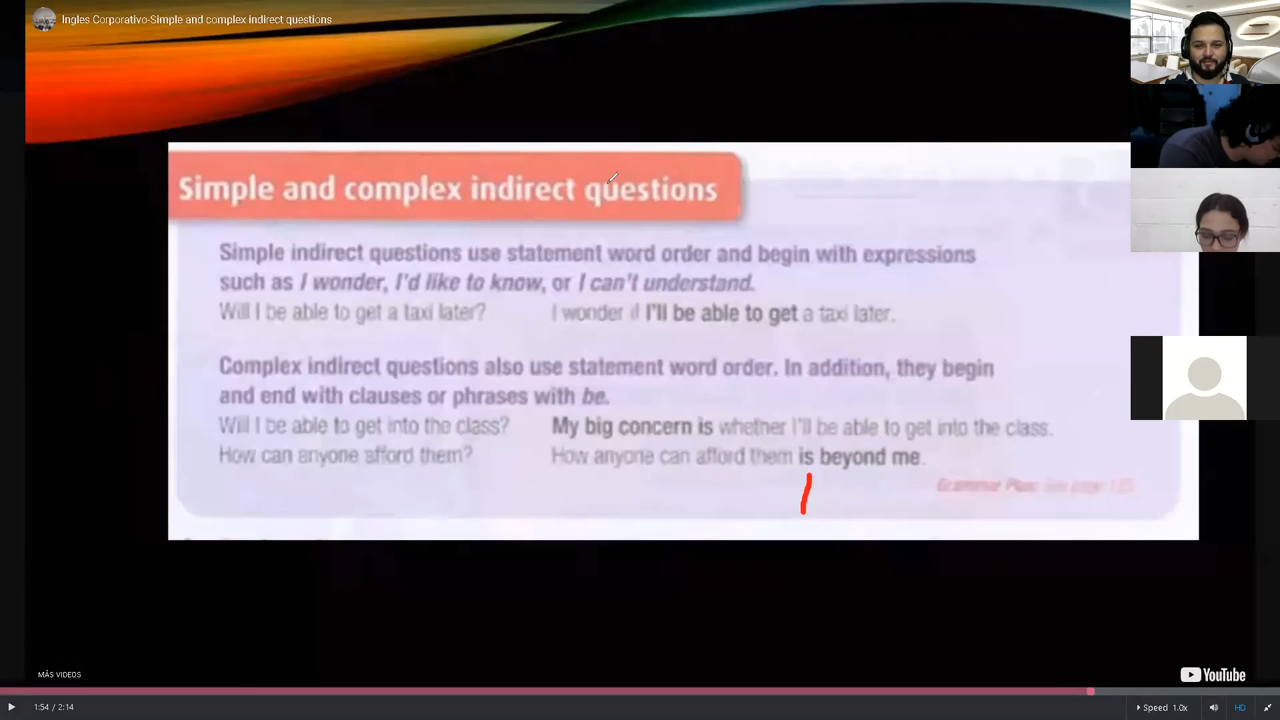 Ingles Corporativo-Simple and complex indirect questions
Simple and complex indirect questions
Simple indirect questions use statement word order and begin with expressions
such as I wonder, I'd like to know, or I can't understand.
Will I be able to get a taxi later? I wonder if I'll be able to get a taxi later.
Complex indirect questions also use statement word order. In addition, they begin
and end with clauses or phrases with be.
Will I be able to get into the class? My big concern is whether I'll be able to get into the class.
How can anyone afford them? How anyone can afford them is beyond me.
Grammar Plus: See page
MÁS VIDEOS
YouTube
1:54 / 2:14
Speed 1.0x
HD